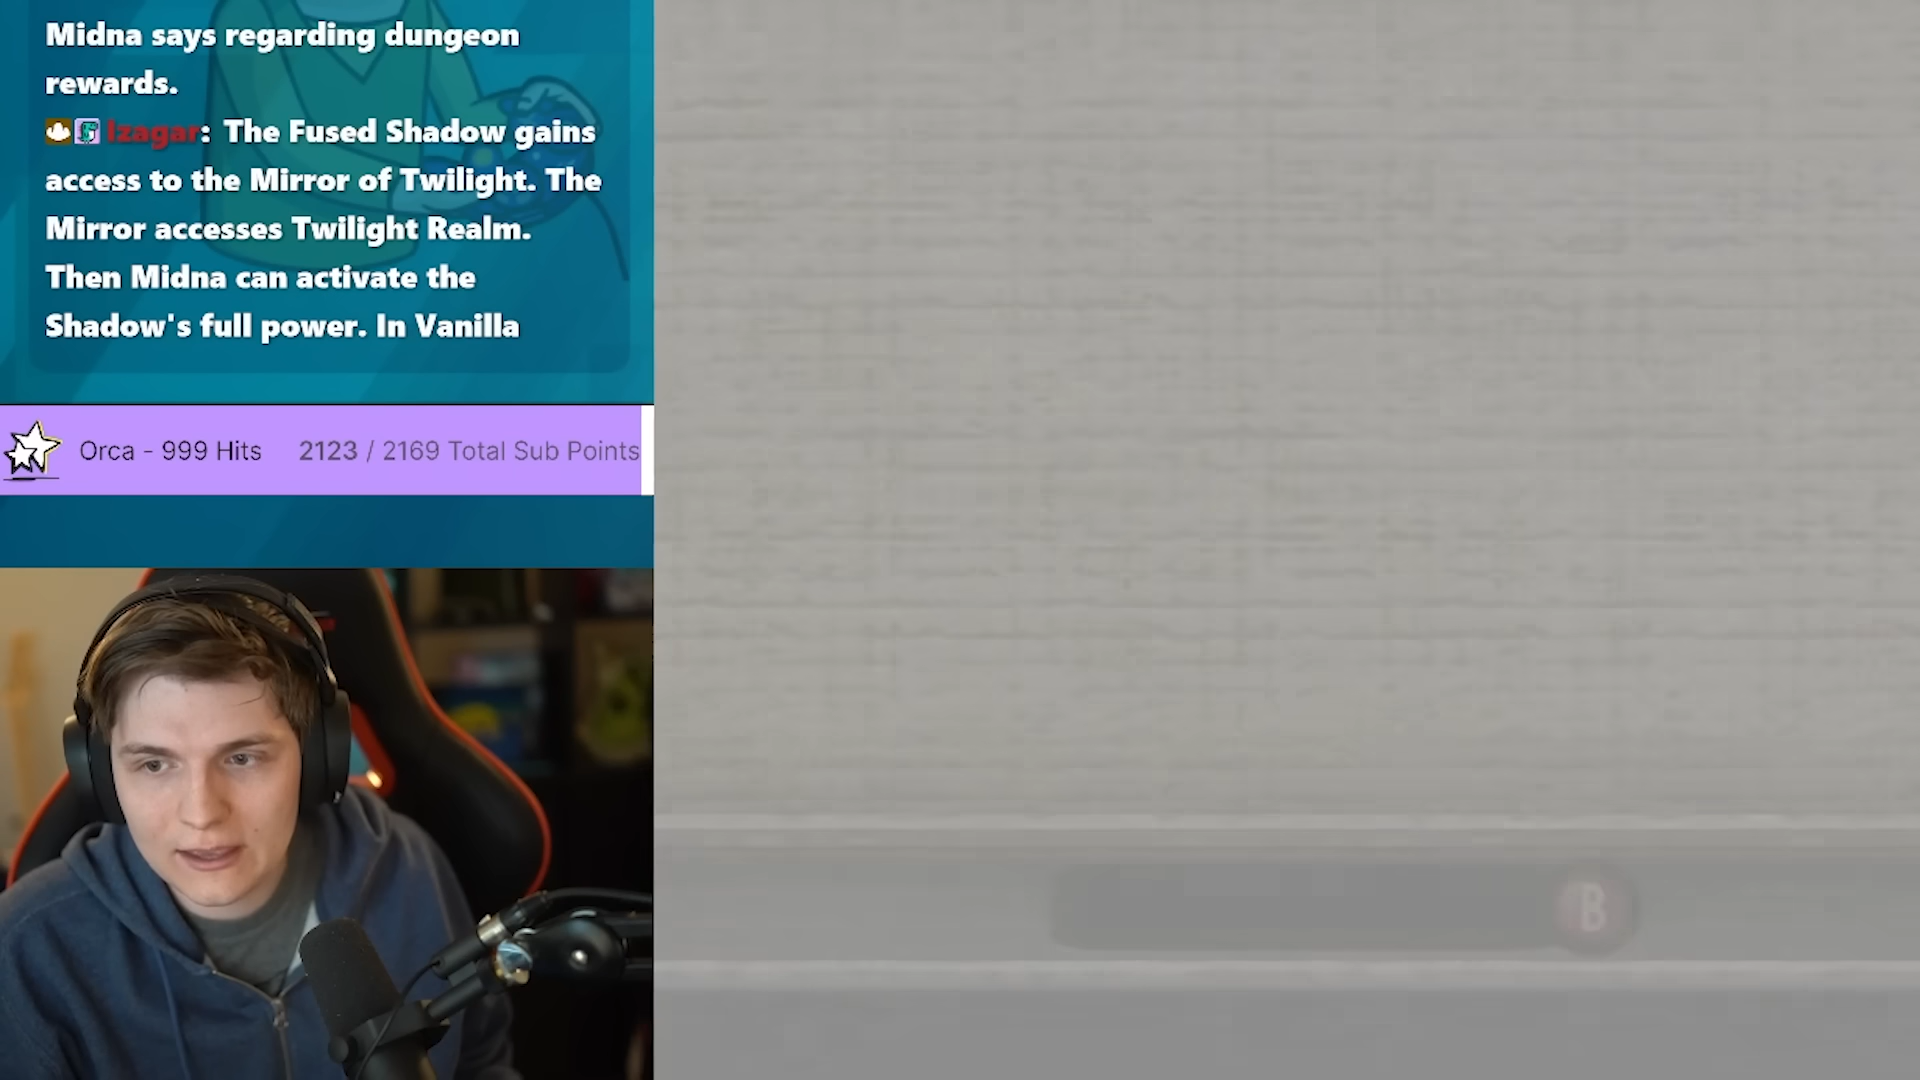 Midna says regarding dungeon
rewards.
Izagar: The Fused Shadow gains
access to the Mirror of Twilight. The
Mirror accesses Twilight Realm.
Then Midna can activate the
Shadow's full power. In Vanilla
Orca - 999 Hits 2123 / 2169 Total Sub Points
B